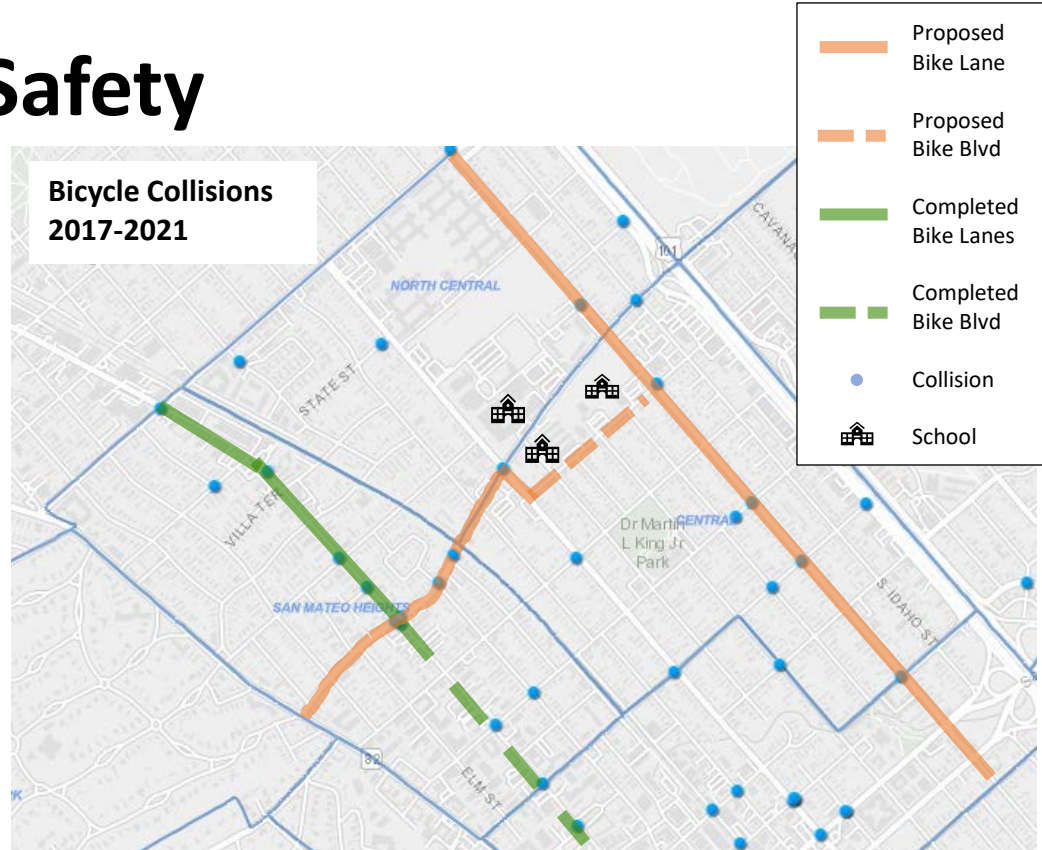 Safety
Bicycle Collisions
2017-2021
Proposed
Bike Lane
Proposed
Bike Blvd
Completed
Bike Lanes
Completed
Bike Blvd
Collision
School
101
NORTH CENTRAL
STATE ST
VILLA TER
Dr Martin
L King Jr
Park
CENTRAL
SAN MATEO HEIGHTS
S IDAHO ST
82
ELM ST